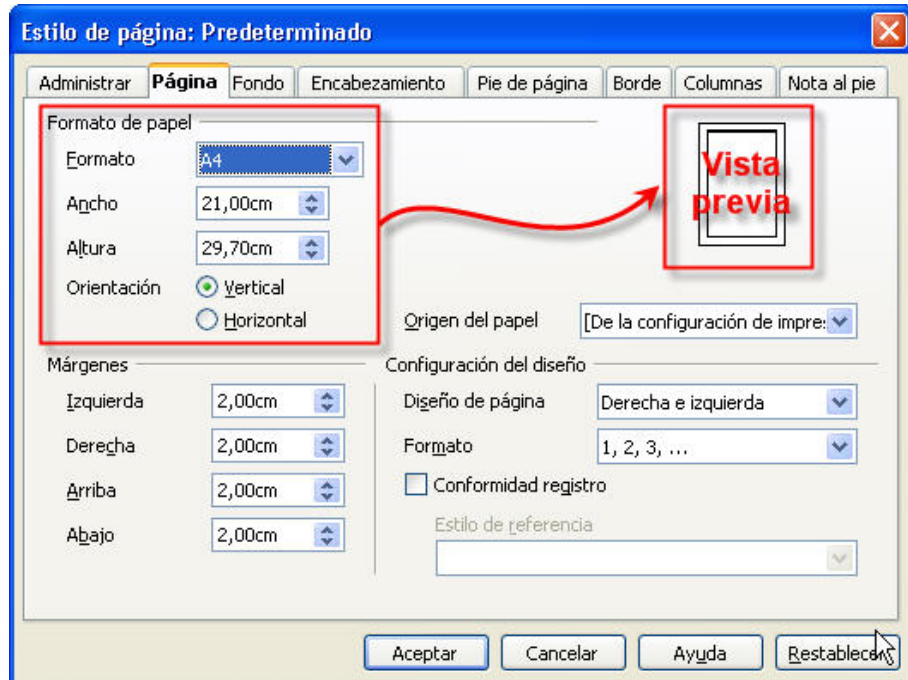 Estilo de página: Predeterminado
Administrar Página Fondo Encabezamiento Pie de página Borde Columnas Nota al pie
Formato de papel
Formato A4
Ancho 21,00cm
Altura 29,70cm
Orientación Vertical
Horizontal
Vista
previa
Origen del papel [De la configuración de impre:
Márgenes
Izquierda 2,00cm
Derecha 2,00cm
Arriba 2,00cm
Abajo 2,00cm
Configuración del diseño
Diseño de página Derecha e izquierda
Formato 1, 2, 3, ...
Conformidad registro
Estilo de referencia
Aceptar Cancelar Ayuda Restablecer